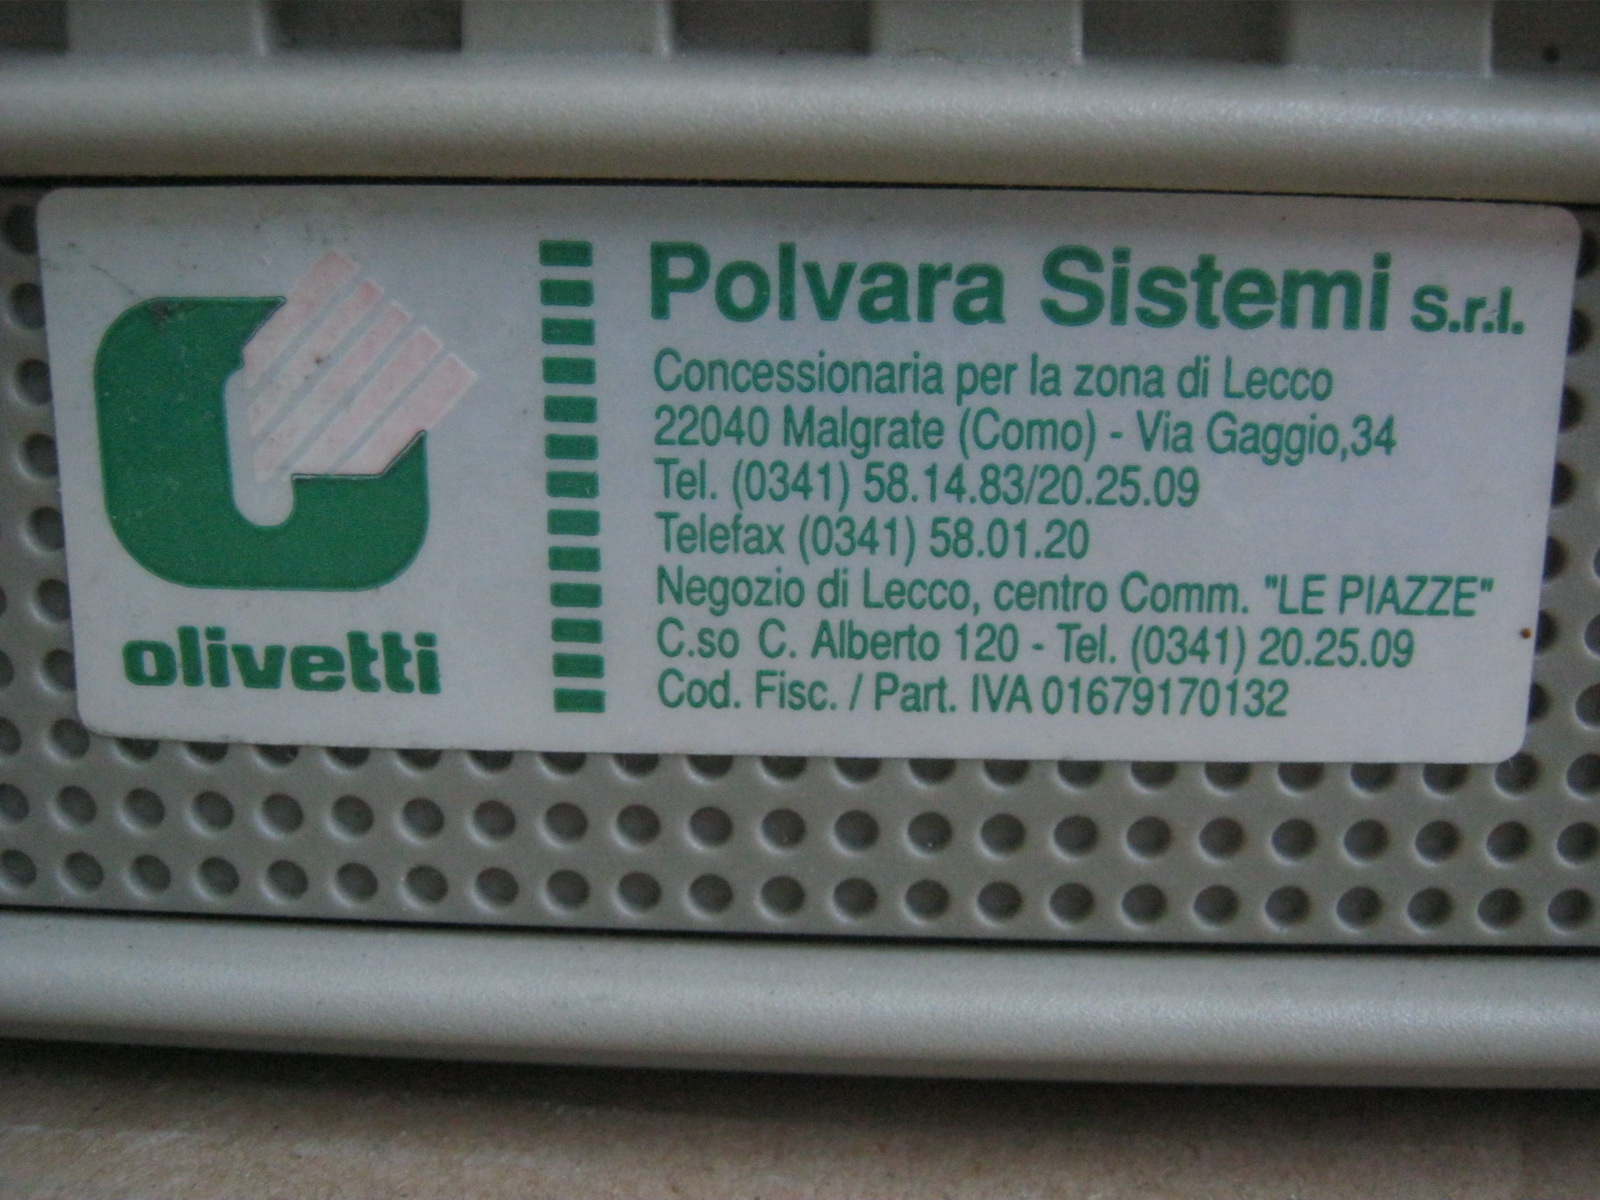 olivetti
Polvara Sistemi s.r.l.
Concessionaria per la zona di Lecco
22040 Malgrate (Como) - Via Gaggio,34
Tel. (0341) 58.14.83/20.25.09
Telefax (0341) 58.01.20
Negozio di Lecco, centro Comm. "LE PIAZZE"
C.so C. Alberto 120 - Tel. (0341) 20.25.09
Cod. Fisc. / Part. IVA 01679170132